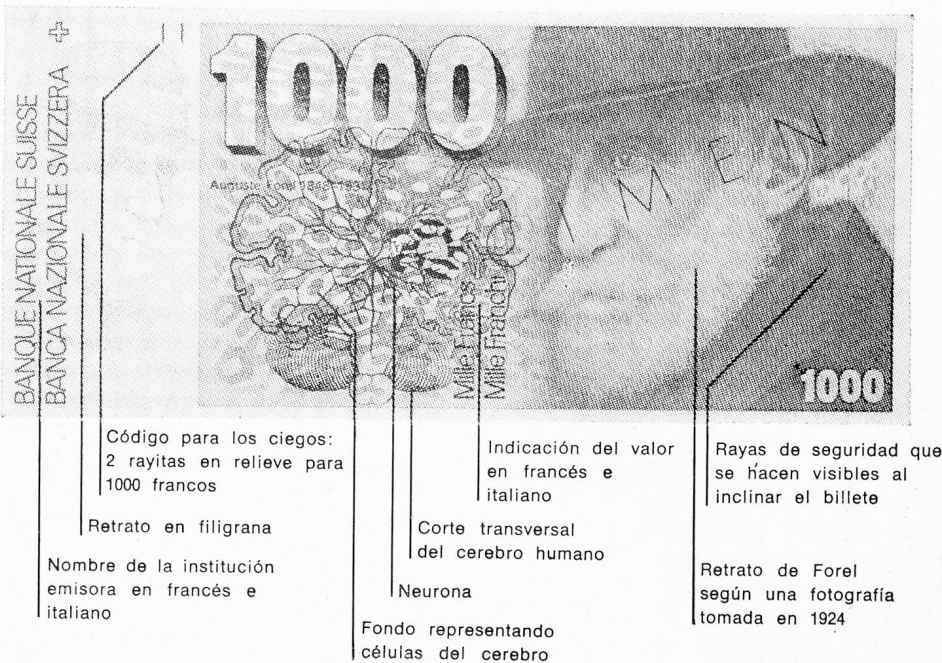 BANQUE NATIONALE SUISSE
BANCA NAZIONALE SVIZZERA
1000
Auguste Forel 1848-1931
IMEN
Mille Francs
Mille Franchi
1000
Código para los ciegos:
2 rayitas en relieve para
1000 francos
Retrato en filigrana
Nombre de la institución
emisora en francés e
italiano
Indicación del valor
en francés e
italiano
Corte transversal
del cerebro humano
Neurona
Fondo representando
células del cerebro
Rayas de seguridad que
se hacen visibles al
inclinar el billete
Retrato de Forel
según una fotografía
tomada en 1924